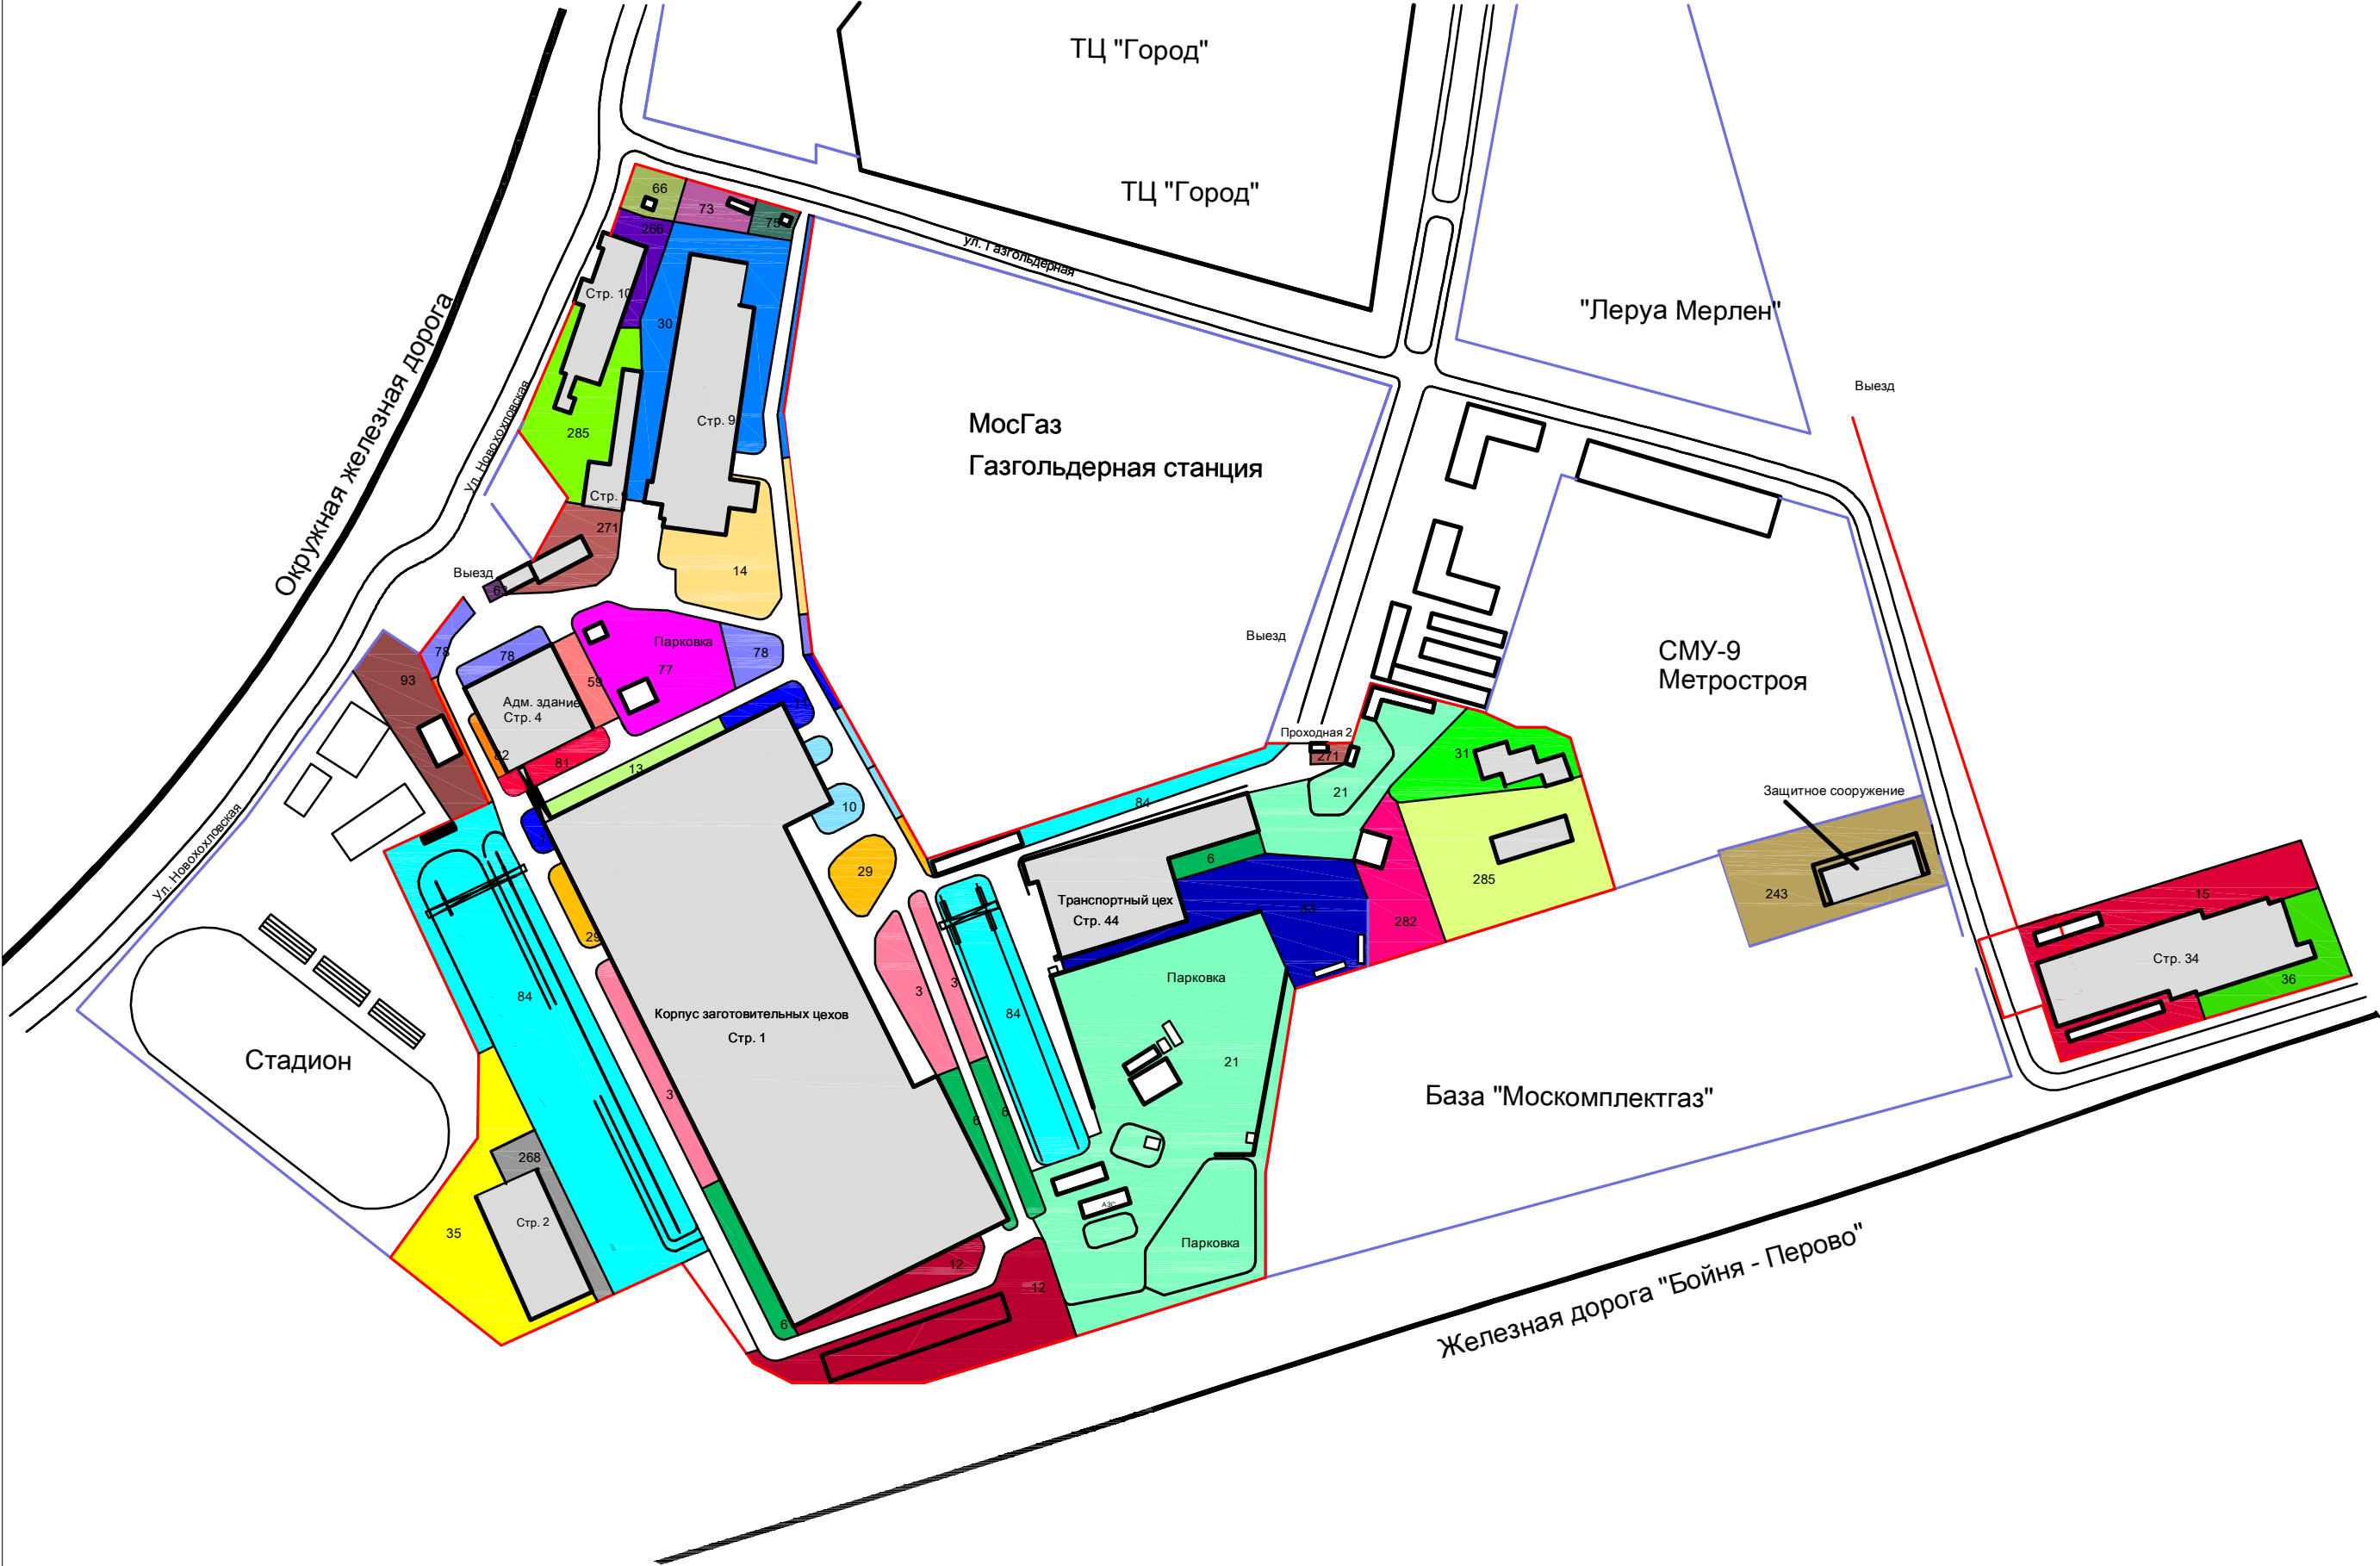 ТЦ "Город"
ТЦ "Город"
66
73
75
266
ул. Газгольдерная
Стр. 10
30
"Леруа Мерлен"
Окружная железная дорога
Выезд
Стр. 9
МосГаз
285
Ул. Новохохловская
Газгольдерная станция
Стр.
271
14
Выезд
Выезд
Парковка
78
78
77
78
СМУ-9
Метростроя
93
59
Адм. здание
Стр. 4
11
Проходная 2
82
81
13
271
31
84
21
Защитное сооружение
10
Ул. Новохохловская
6
29
285
243
15
Транспортный цех
Стр. 44
33
282
29
Стр. 34
Парковка
36
3
3
84
84
Корпус заготовительных цехов
Стр. 1
Стадион
21
3
База "Москомплектгаз"
6
6
268
АЗС
Стр. 2
35
Парковка
12
12
6
Железная дорога "Бойня - Перово"